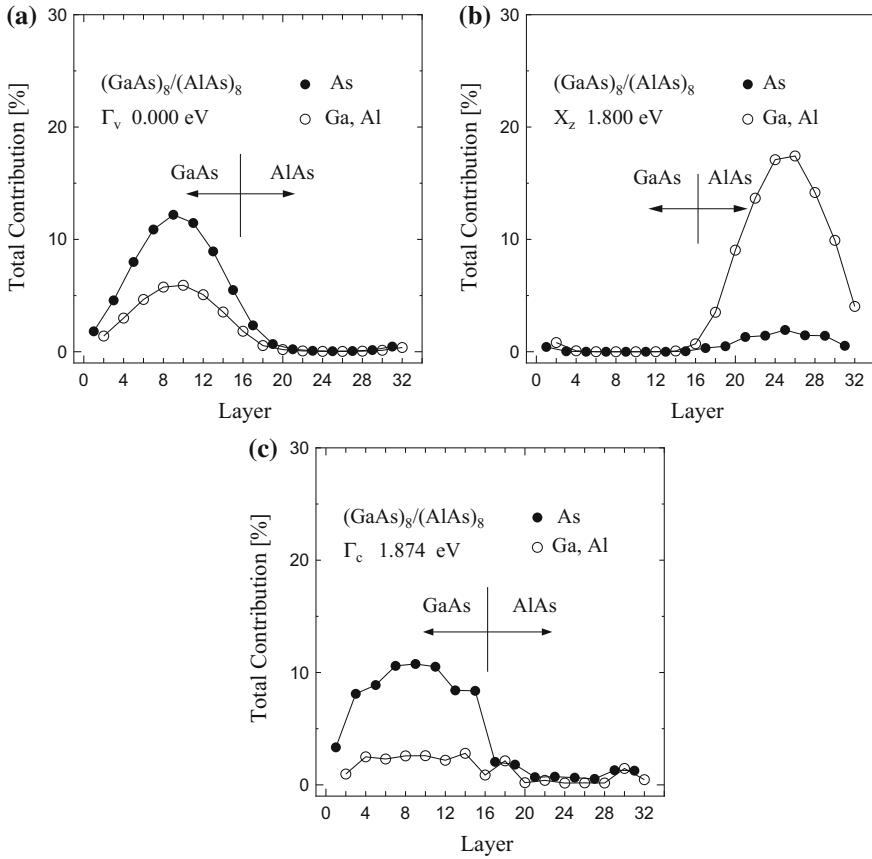 (a)
30
20
10
0
Total Contribution [%]
(GaAs)₈/(AlAs)₈
Γᵥ 0.000 eV
● As
○ Ga, Al
GaAs
AlAs
0 4 8 12 16 20 24 28 32
Layer
(b)
30
20
10
0
Total Contribution [%]
(GaAs)₈/(AlAs)₈
X_z 1.800 eV
● As
○ Ga, Al
GaAs
AlAs
0 4 8 12 16 20 24 28 32
Layer
(c)
30
20
10
0
Total Contribution [%]
(GaAs)₈/(AlAs)₈
Γ_c 1.874 eV
● As
○ Ga, Al
GaAs
AlAs
0 4 8 12 16 20 24 28 32
Layer